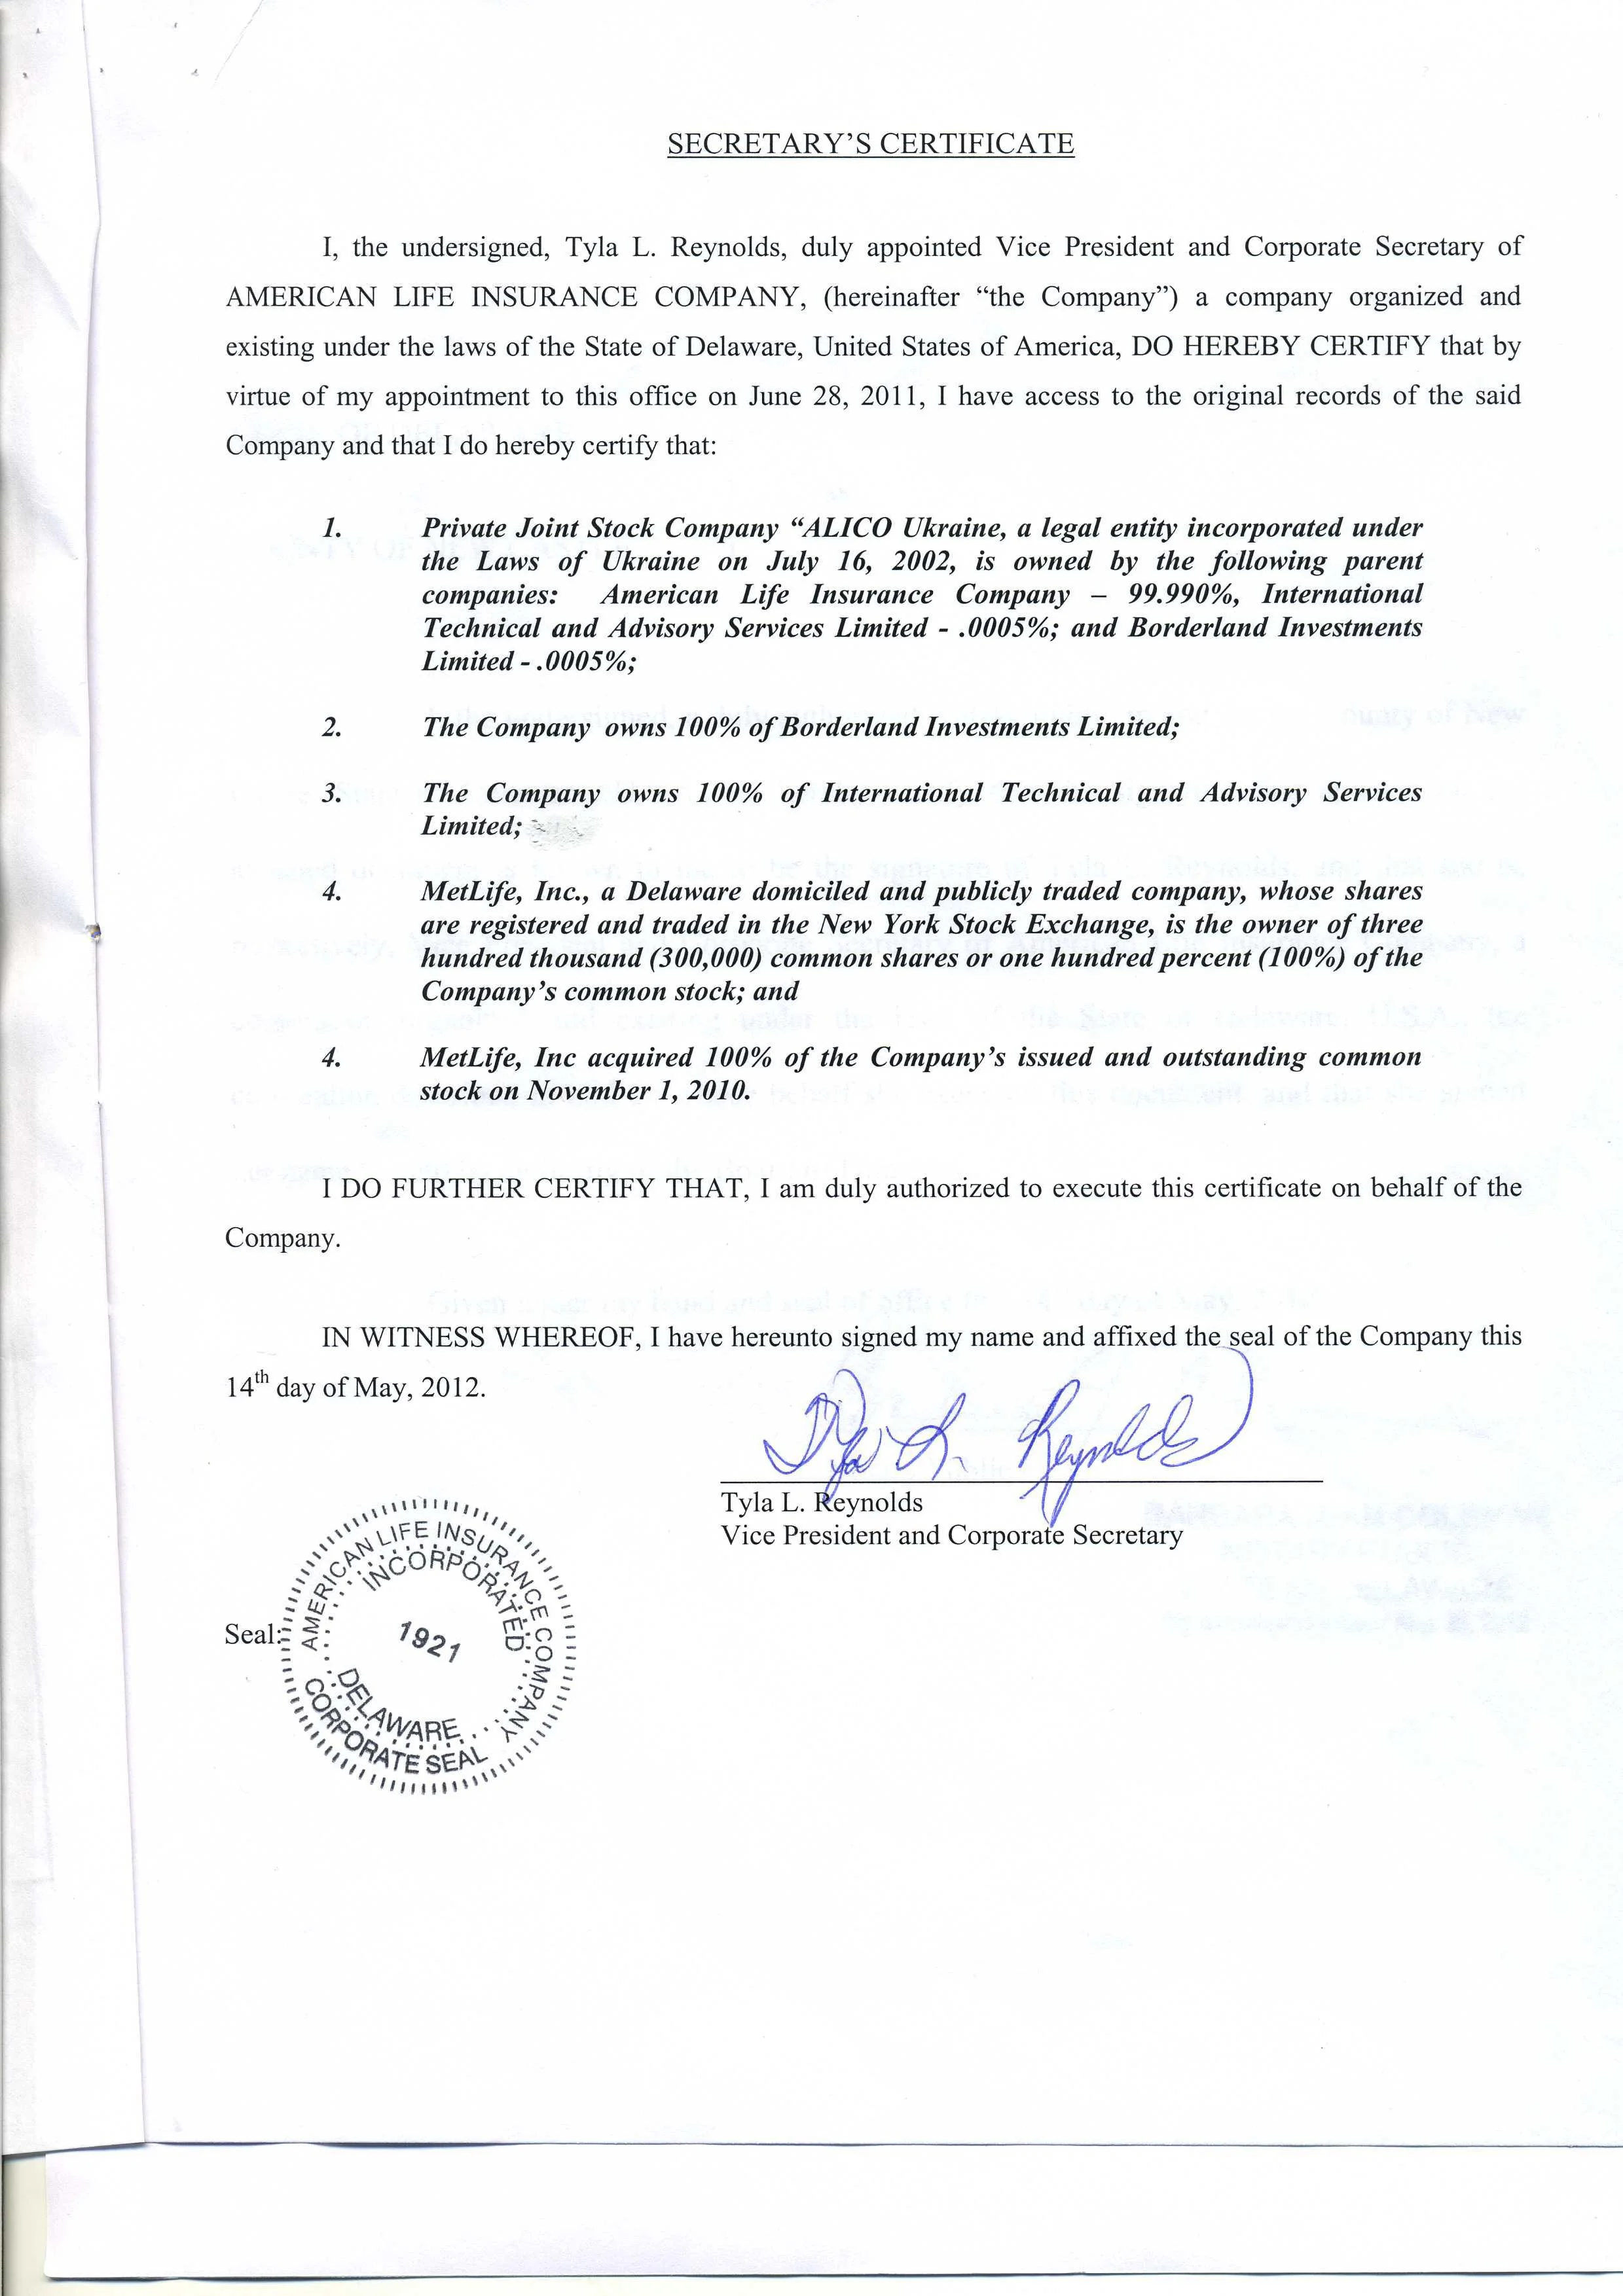 SECRETARY’S CERTIFICATE
I, the undersigned, Tyla L. Reynolds, duly appointed Vice President and Corporate Secretary of
AMERICAN LIFE INSURANCE COMPANY, (hereinafter “the Company”) a company organized and
existing under the laws of the State of Delaware, United States of America, DO HEREBY CERTIFY that by
virtue of my appointment to this office on June 28, 2011, I have access to the original records of the said
Company and that I do hereby certify that:
1. Private Joint Stock Company “ALICO Ukraine, a legal entity incorporated under
the Laws of Ukraine on July 16, 2002, is owned by the following parent
companies: American Life Insurance Company – 99.990%, International
Technical and Advisory Services Limited - .0005%; and Borderland Investments
Limited - .0005%;
2. The Company owns 100% of Borderland Investments Limited;
3. The Company owns 100% of International Technical and Advisory Services
Limited;
4. MetLife, Inc., a Delaware domiciled and publicly traded company, whose shares
are registered and traded in the New York Stock Exchange, is the owner of three
hundred thousand (300,000) common shares or one hundred percent (100%) of the
Company’s common stock; and
4. MetLife, Inc acquired 100% of the Company’s issued and outstanding common
stock on November 1, 2010.
I DO FURTHER CERTIFY THAT, I am duly authorized to execute this certificate on behalf of the
Company.
IN WITNESS WHEREOF, I have hereunto signed my name and affixed the seal of the Company this
14th day of May, 2012.
Tyla L. Reynolds
Tyla L. Reynolds
Vice President and Corporate Secretary
Seal:
AMERICAN LIFE INSURANCE COMPANY
INCORPORATED
1921
DELAWARE
CORPORATE SEAL